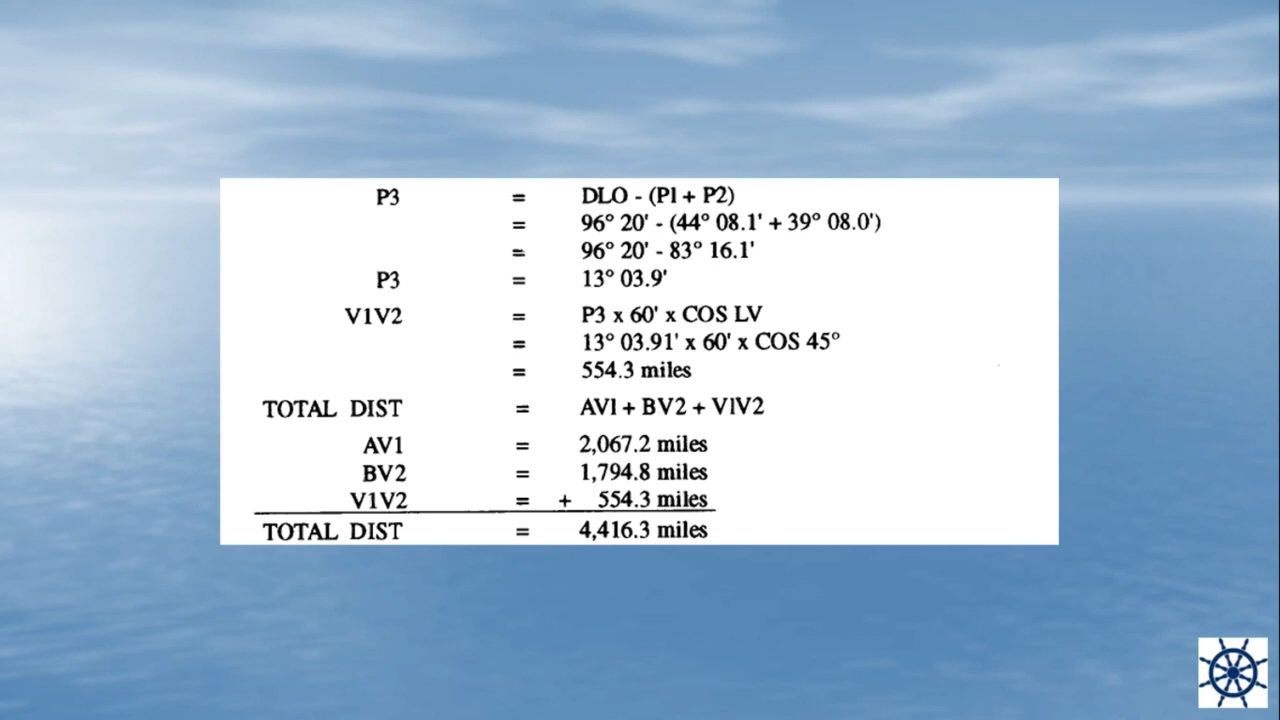 P3 = DLO - (P1 + P2)
= 96° 20' - (44° 08.1' + 39° 08.0')
= 96° 20' - 83° 16.1'
P3 = 13° 03.9'
V1V2 = P3 x 60' x COS LV
= 13° 03.91' x 60' x COS 45°
= 554.3 miles
TOTAL DIST = AV1 + BV2 + V1V2
AV1 = 2,067.2 miles
BV2 = 1,794.8 miles
V1V2 = + 554.3 miles
TOTAL DIST = 4,416.3 miles